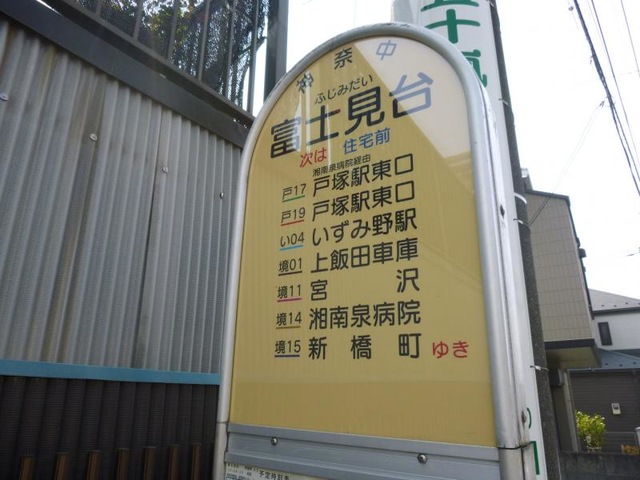 神奈中
ふじみだい
富士見台
次は 住宅前
湘南泉病院経由
戸17 戸塚駅東口
戸19 戸塚駅東口
い04 いずみ野駅
境01 上飯田車庫
境11 宮沢
境14 湘南泉病院
境15 新橋町 ゆき
五十嵐